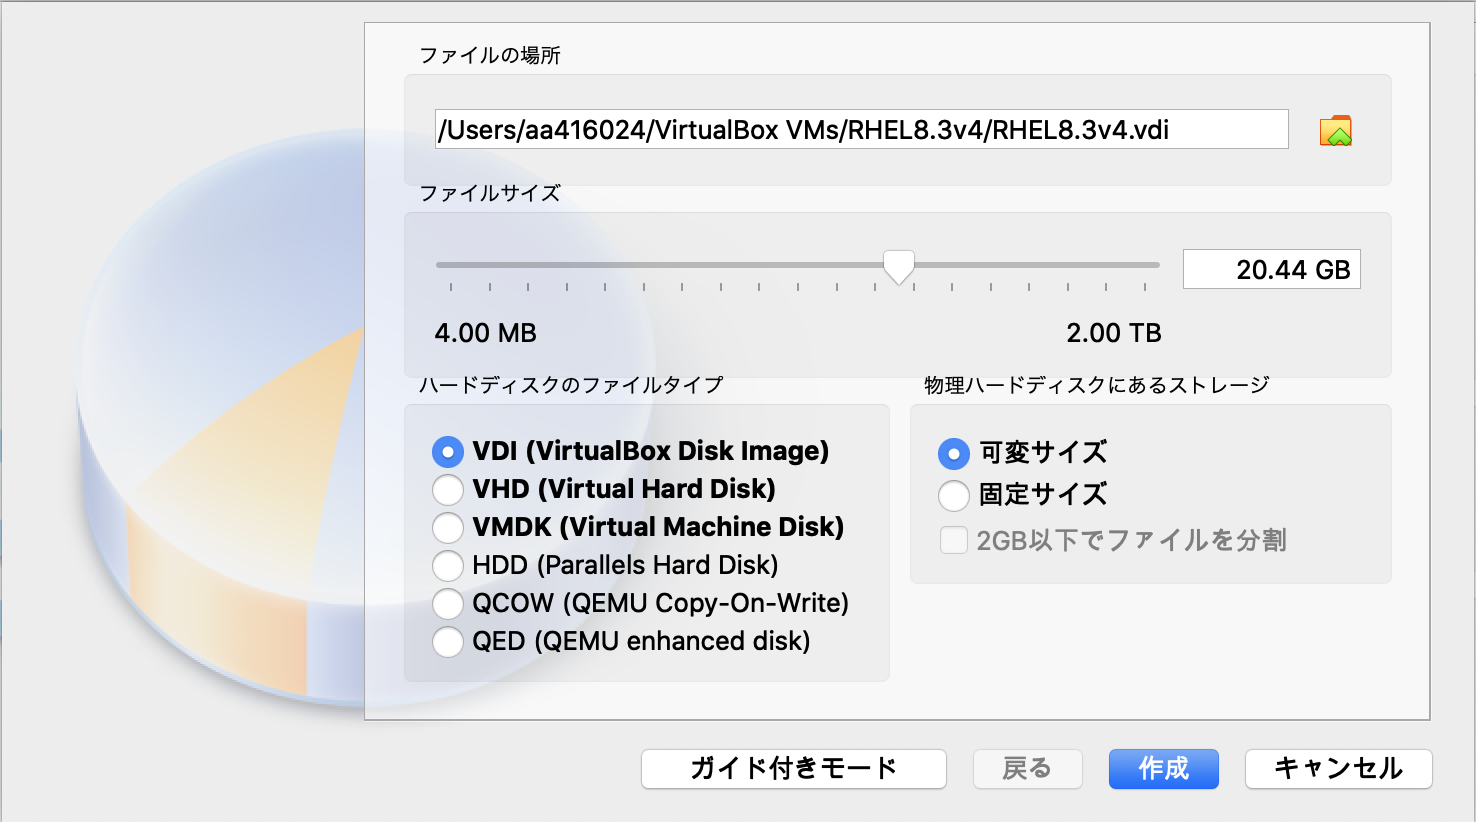 ファイルの場所
/Users/aa416024/VirtualBox VMs/RHEL8.3v4/RHEL8.3v4.vdi
ファイルサイズ
20.44 GB
4.00 MB 2.00 TB
ハードディスクのファイルタイプ
VDI (VirtualBox Disk Image)
VHD (Virtual Hard Disk)
VMDK (Virtual Machine Disk)
HDD (Parallels Hard Disk)
QCOW (QEMU Copy-On-Write)
QED (QEMU enhanced disk)
物理ハードディスクにあるストレージ
可変サイズ
固定サイズ
2GB以下でファイルを分割
ガイド付きモード 戻る 作成 キャンセル